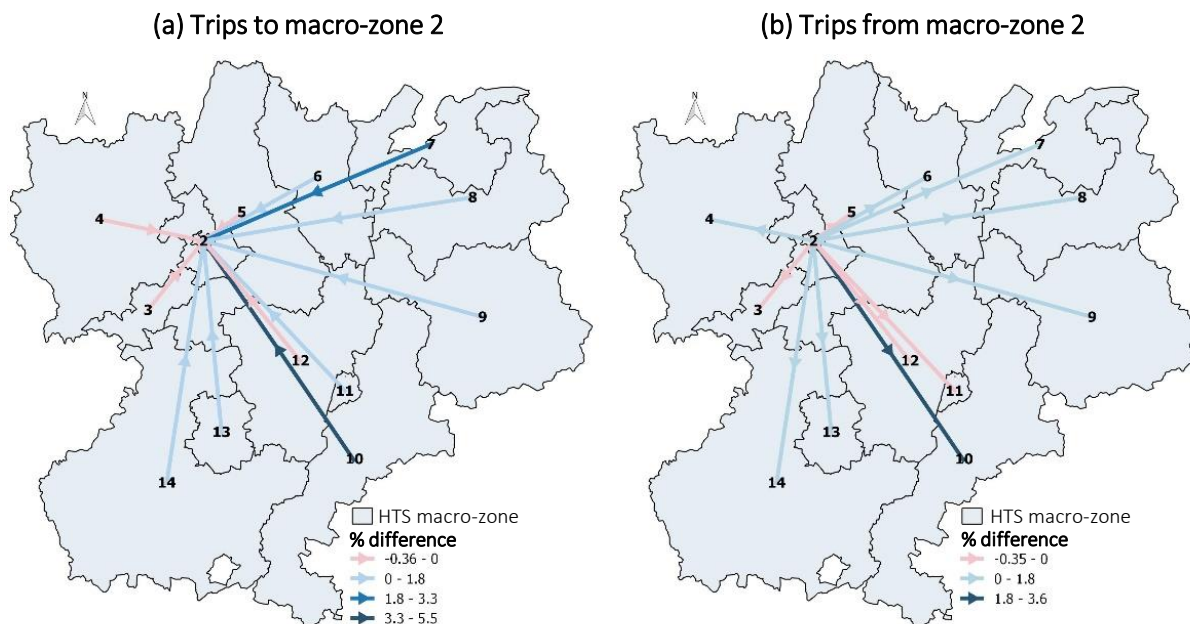 (a) Trips to macro-zone 2
N
7
6
8
5
4
2
3
9
12
11
13
10
14
HTS macro-zone
% difference
-0.36 - 0
0 - 1.8
1.8 - 3.3
3.3 - 5.5
(b) Trips from macro-zone 2
N
7
6
8
5
4
2
3
9
12
11
13
10
14
HTS macro-zone
% difference
-0.35 - 0
0 - 1.8
1.8 - 3.6